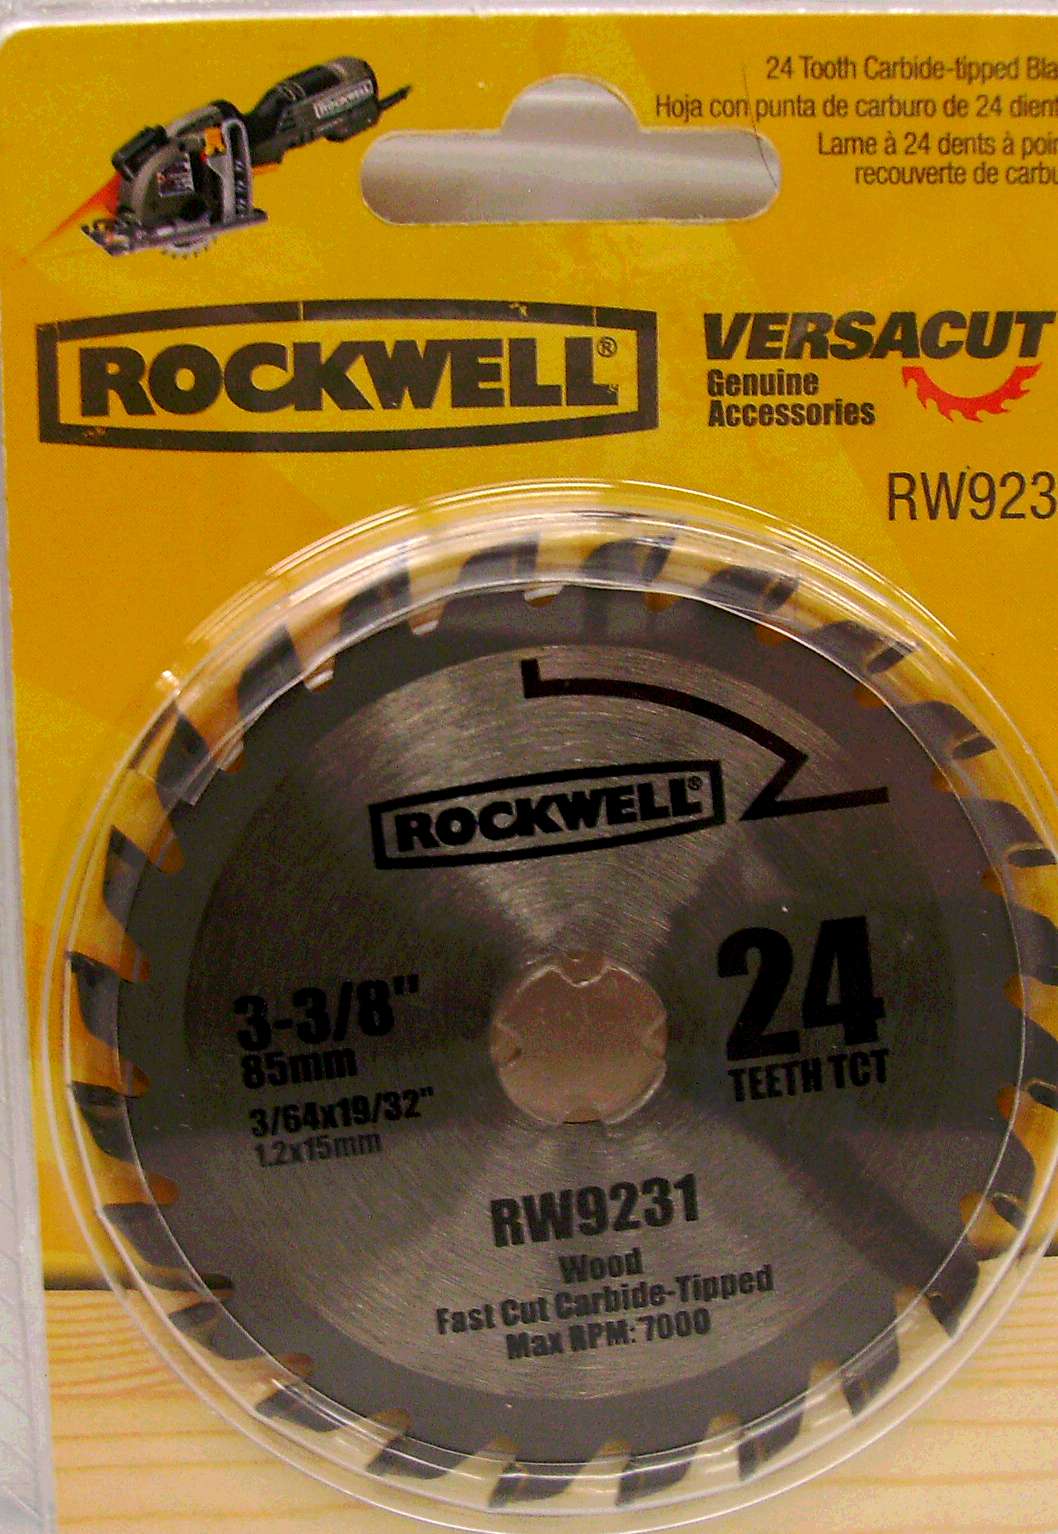 24 Tooth Carbide-tipped Bla
Hoja con punta de carburo de 24 dient
Lame à 24 dents à poin
recouverte de carbu
ROCKWELL
ROCKWELL®
VERSACUT
Genuine
Accessories
RW923
ROCKWELL®
24
TEETH TCT
3-3/8"
85mm
3/64x19/32"
1.2x15mm
RW9231
Wood
Fast Cut Carbide-Tipped
Max RPM: 7000